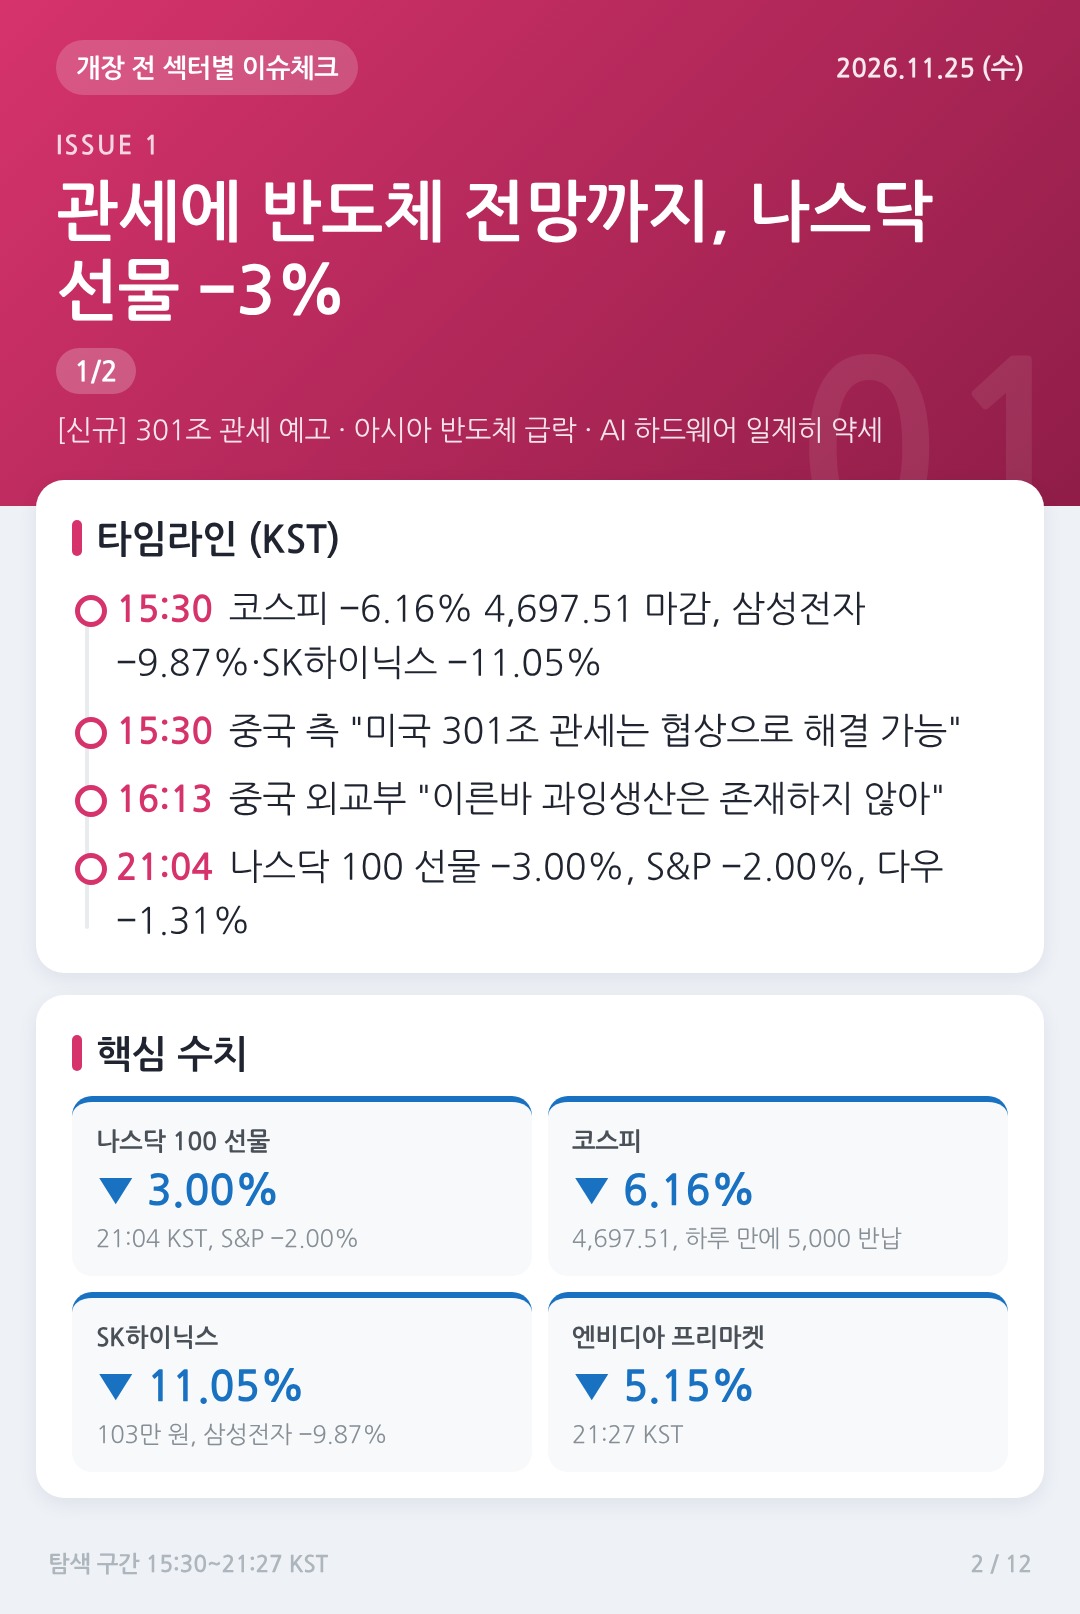 개장 전 섹터별 이슈체크
2026.11.25 (수)
ISSUE 1
관세에 반도체 전망까지, 나스닥
선물 −3%
1/2
[신규] 301조 관세 예고 · 아시아 반도체 급락 · AI 하드웨어 일제히 약세
01
타임라인 (KST)
15:30 코스피 −6.16% 4,697.51 마감, 삼성전자
−9.87%·SK하이닉스 −11.05%
15:30 중국 측 "미국 301조 관세는 협상으로 해결 가능"
16:13 중국 외교부 "이른바 과잉생산은 존재하지 않아"
21:04 나스닥 100 선물 −3.00%, S&P −2.00%, 다우
−1.31%
핵심 수치
나스닥 100 선물
▼ 3.00%
21:04 KST, S&P −2.00%
코스피
▼ 6.16%
4,697.51, 하루 만에 5,000 반납
SK하이닉스
▼ 11.05%
103만 원, 삼성전자 −9.87%
엔비디아 프리마켓
▼ 5.15%
21:27 KST
탐색 구간 15:30~21:27 KST
2 / 12